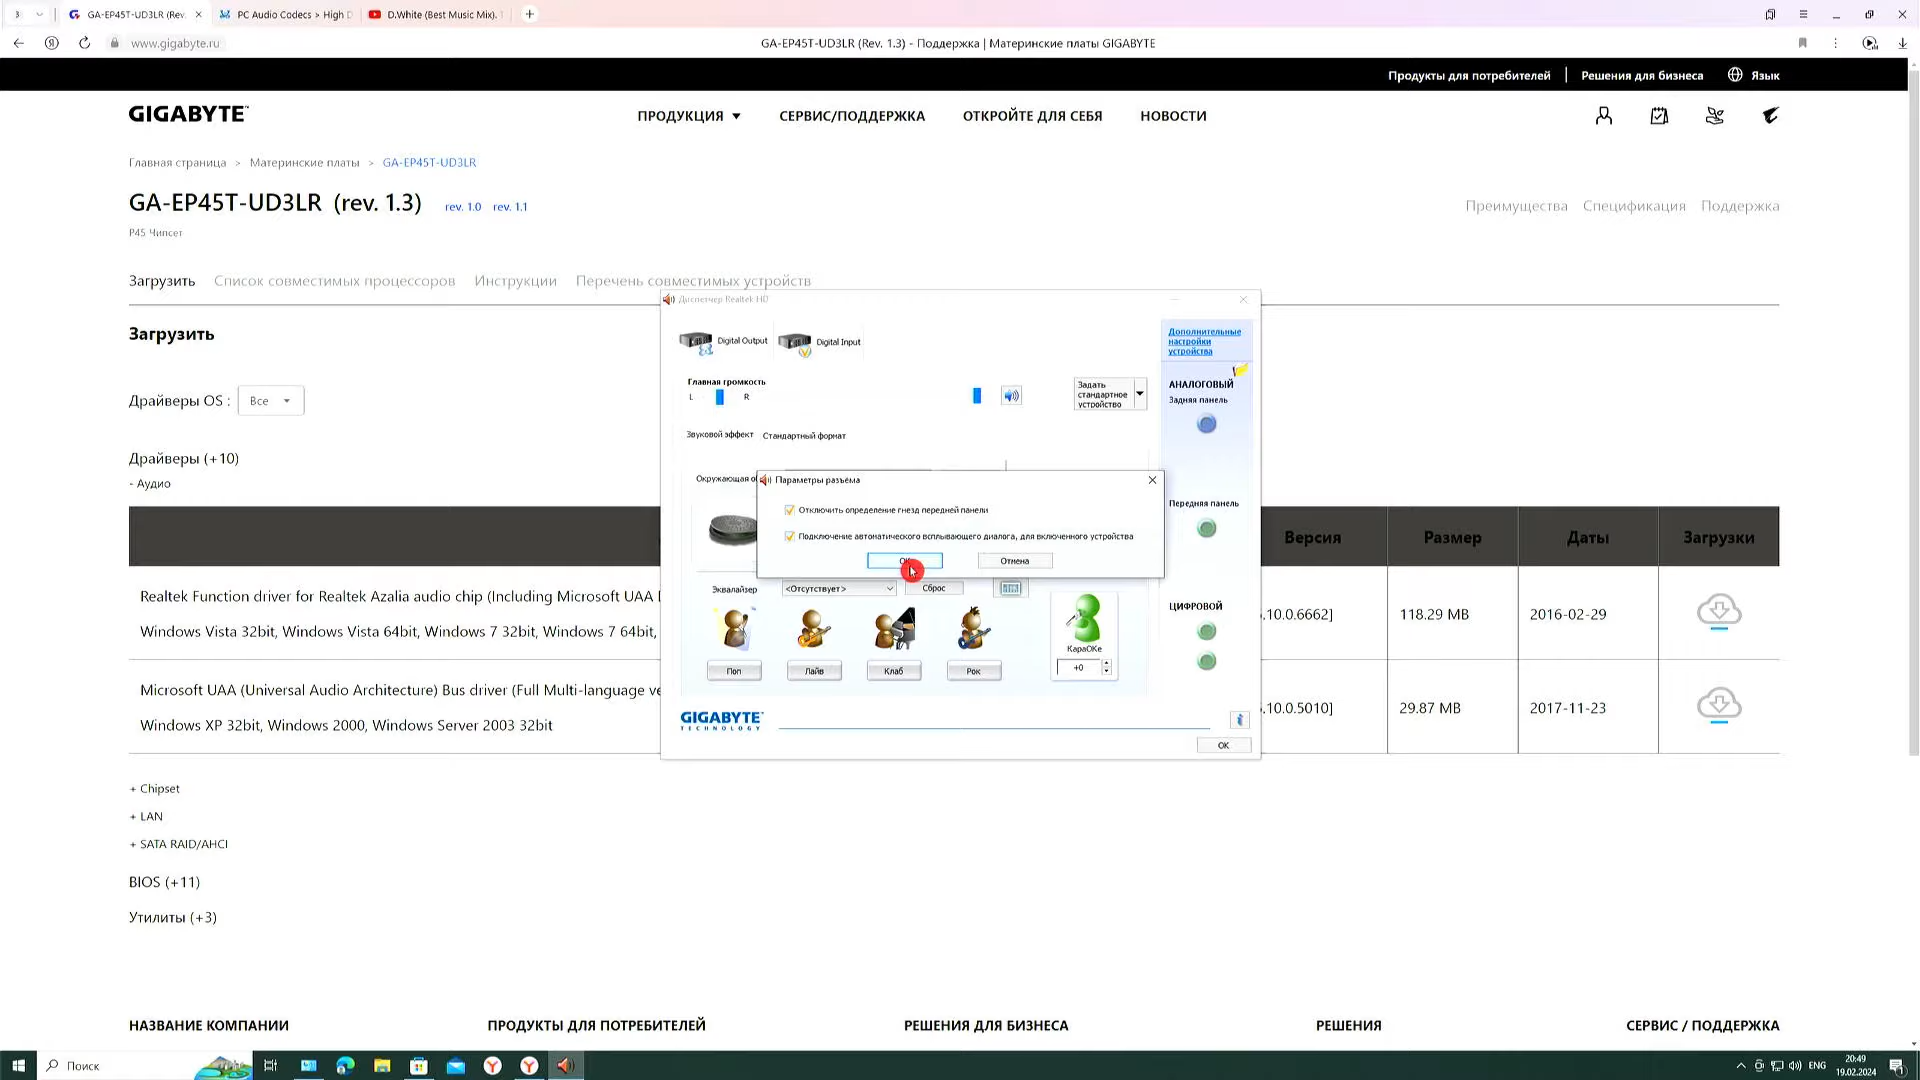 3
GA-EP45T-UD3LR (Rev.
PC Audio Codecs > High D
D.White (Best Music Mix).
www.gigabyte.ru
GA-EP45T-UD3LR (Rev. 1.3) - Поддержка | Материнские платы GIGABYTE
Продукты для потребителей
Решения для бизнеса
Язык
GIGABYTE™
ПРОДУКЦИЯ
СЕРВИС/ПОДДЕРЖКА
ОТКРОЙТЕ ДЛЯ СЕБЯ
НОВОСТИ
Главная страница > Материнские платы > GA-EP45T-UD3LR
GA-EP45T-UD3LR (rev. 1.3) rev. 1.0 rev. 1.1
Преимущества Спецификация Поддержка
P45 Чипсет
Загрузить Список совместимых процессоров Инструкции Перечень совместимых устройств
Загрузить
Драйверы OS : Все
Драйверы (+10)
- Аудио
Версия Размер Даты Загрузки
Realtek Function driver for Realtek Azalia audio chip (Including Microsoft UAA
Windows Vista 32bit, Windows Vista 64bit, Windows 7 32bit, Windows 7 64bit,
.10.0.6662] 118.29 MB 2016-02-29
Microsoft UAA (Universal Audio Architecture) Bus driver (Full Multi-language ve
Windows XP 32bit, Windows 2000, Windows Server 2003 32bit
.10.0.5010] 29.87 MB 2017-11-23
+ Chipset
+ LAN
+ SATA RAID/AHCI
BIOS (+11)
Утилиты (+3)
НАЗВАНИЕ КОМПАНИИ
ПРОДУКТЫ ДЛЯ ПОТРЕБИТЕЛЕЙ
РЕШЕНИЯ ДЛЯ БИЗНЕСА
РЕШЕНИЯ
СЕРВИС / ПОДДЕРЖКА
Диспетчер Realtek HD
Digital Output
Digital Input
Дополнительные
настройки
устройства
Главная громкость
L R
Задать
стандартное
устройство
АНАЛОГОВЫЙ
Задняя панель
Звуковой эффект
Стандартный формат
Окружающая о
Параметры разъема
Отключить определение гнезд передней панели
Подключение автоматического всплывающего диалога, для включенного устройства
Отмена
Передняя панель
Эквалайзер
<Отсутствует>
Сброс
ЦИФРОВОЙ
КараОКе
+0
Поп
Лайв
Клаб
Рок
GIGABYTE™
TECHNOLOGY
i
OK
Поиск
ENG
20:49
19.02.2024
1